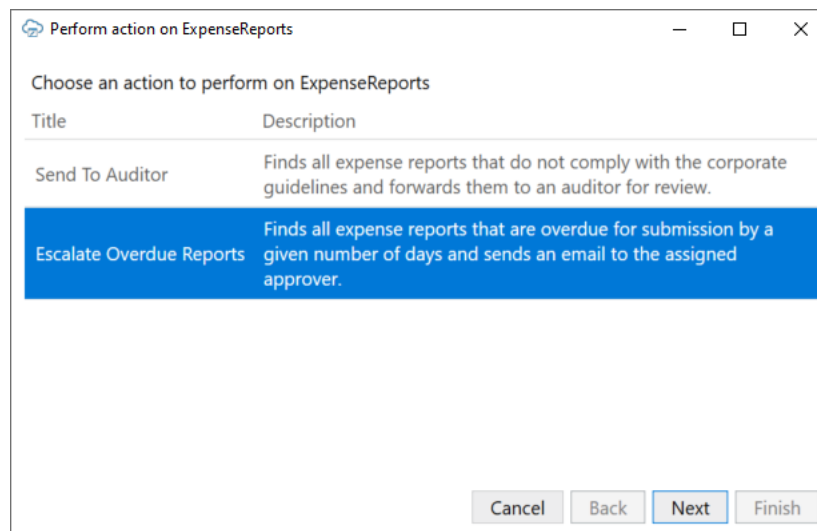 Perform action on ExpenseReports
Choose an action to perform on ExpenseReports
Title Description
Send To Auditor
Finds all expense reports that do not comply with the corporate
guidelines and forwards them to an auditor for review.
Escalate Overdue Reports
Finds all expense reports that are overdue for submission by a
given number of days and sends an email to the assigned
approver.
Cancel Back Next Finish